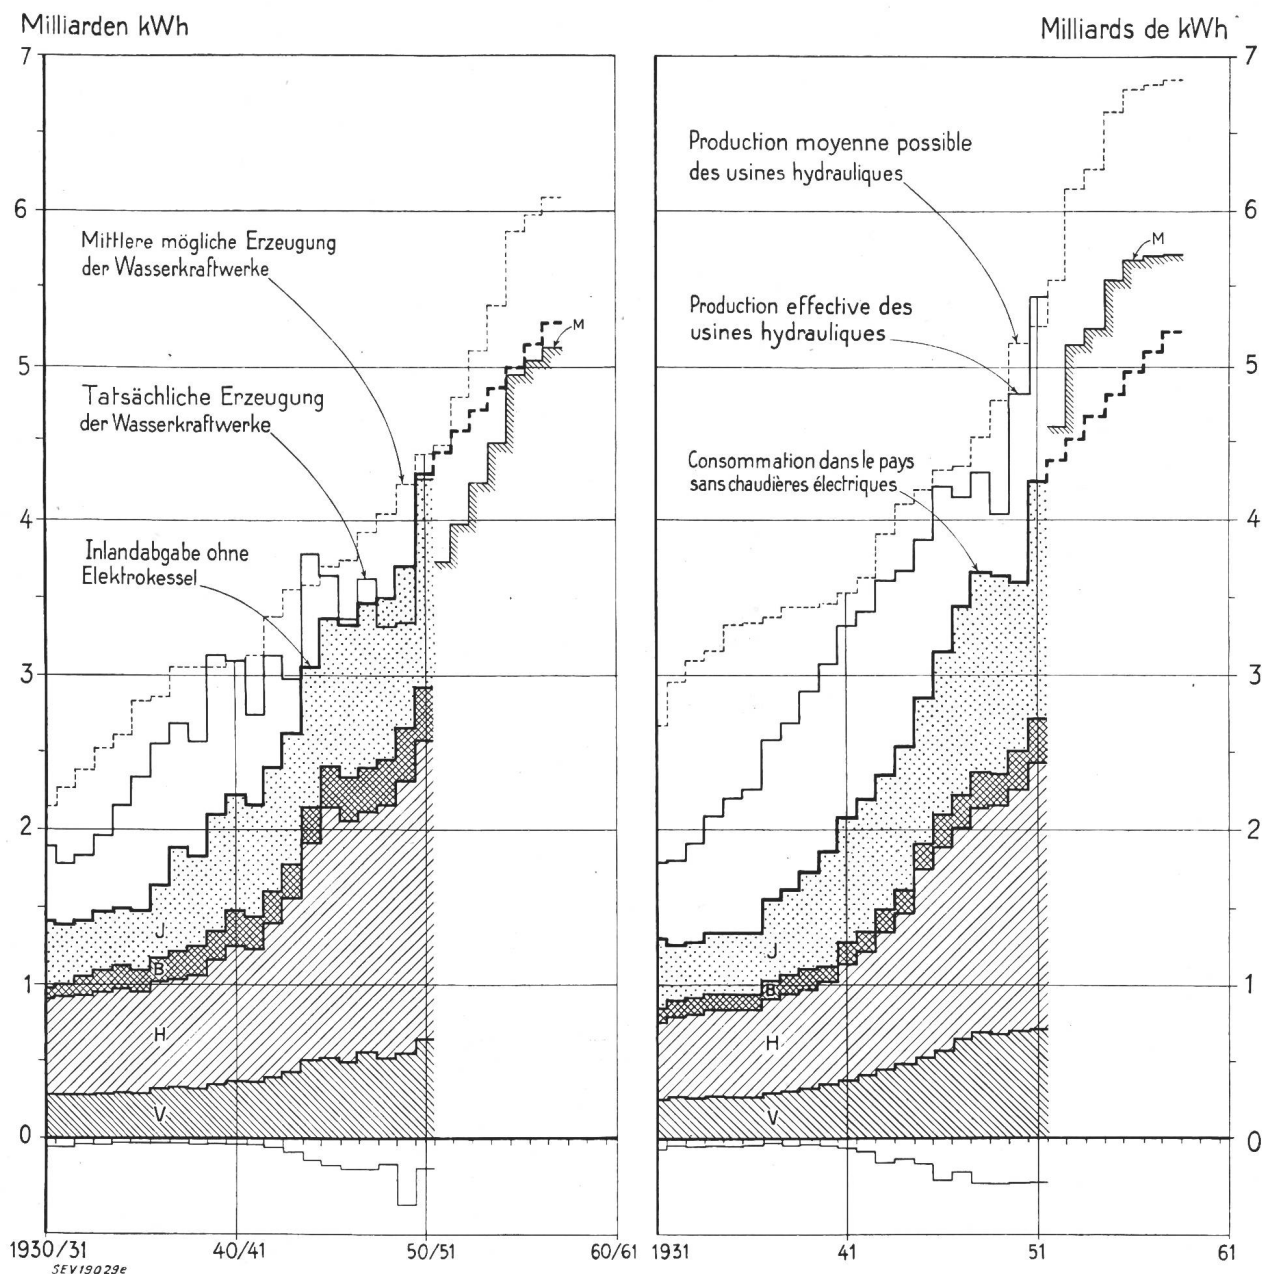 Milliarden kWh
7
6
5
4
3
2
1
0
Mittlere mögliche Erzeugung
der Wasserkraftwerke
Tatsächliche Erzeugung
der Wasserkraftwerke
Inlandabgabe ohne
Elektrokessel
M
J
B
H
V
1930/31
40/41
50/51
60/61
SEV19029e
Milliards de kWh
7
6
5
4
3
2
1
0
Production moyenne possible
des usines hydrauliques
Production effective des
usines hydrauliques
Consommation dans le pays
sans chaudières électriques
M
J
B
H
V
1931
41
51
61